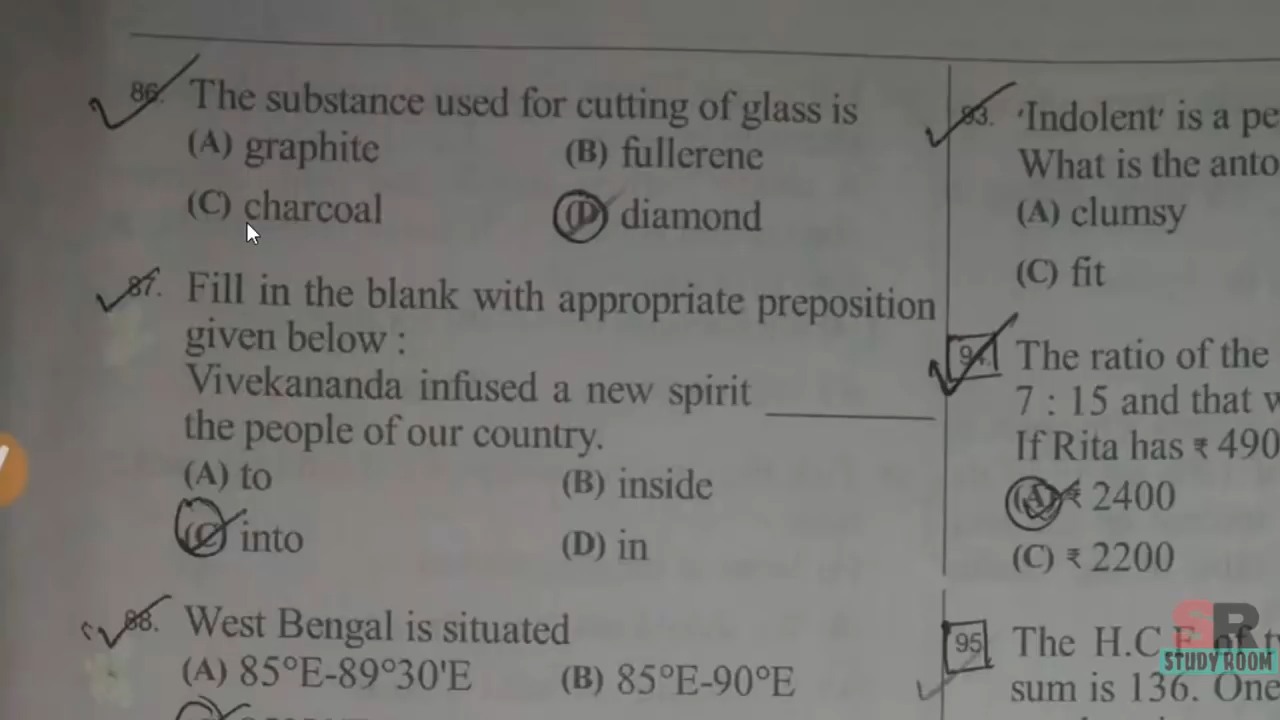 86. The substance used for cutting of glass is
(A) graphite (B) fullerene
(C) charcoal (D) diamond
87. Fill in the blank with appropriate preposition
given below :
Vivekananda infused a new spirit ________
the people of our country.
(A) to (B) inside
(C) into (D) in
88. West Bengal is situated
(A) 85°E-89°30'E (B) 85°E-90°E
93. 'Indolent' is a pe
What is the anto
(A) clumsy
(C) fit
94. The ratio of the
7 : 15 and that w
If Rita has ₹ 490
(A) ₹ 2400
(C) ₹ 2200
95 The H.C.F of t
sum is 136. One
SR
STUDY ROOM